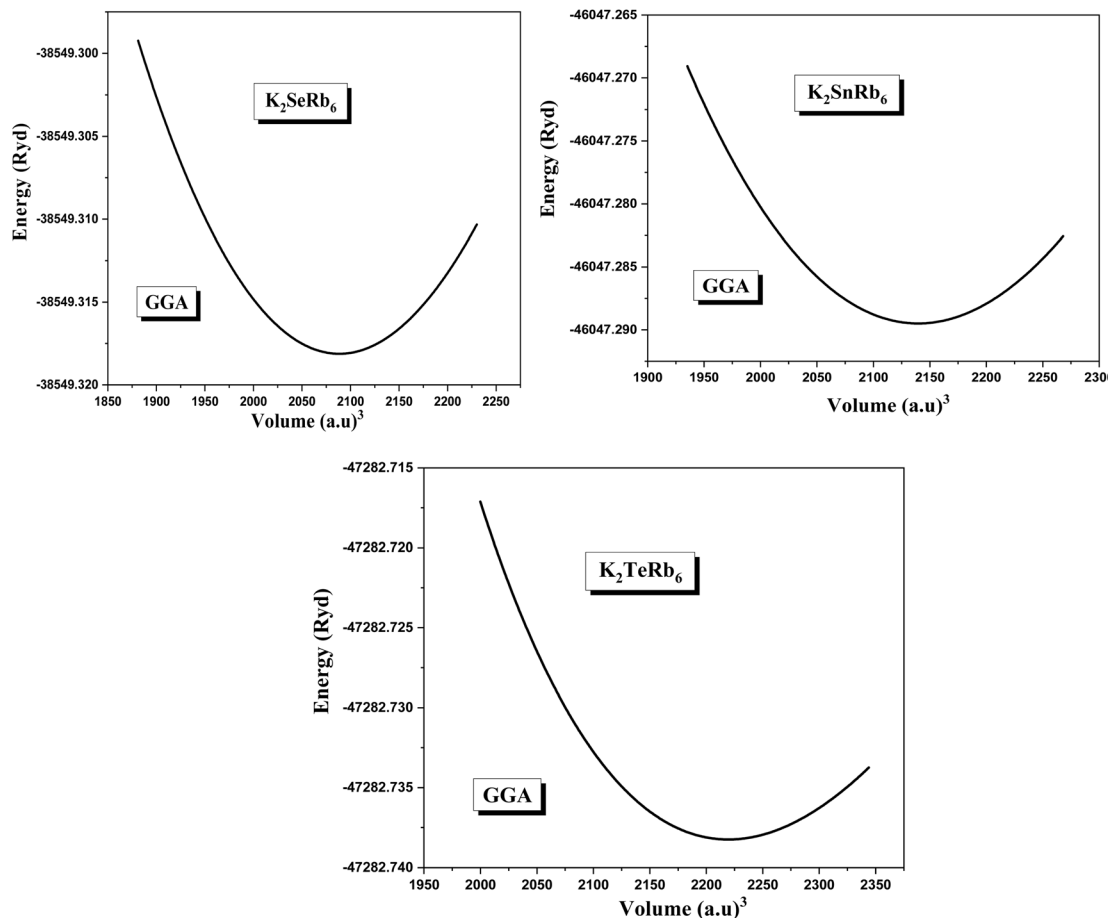 -38549.300
-38549.305
-38549.310
-38549.315
-38549.320
Energy (Ryd)
K₂SeRb₆
GGA
1850 1900 1950 2000 2050 2100 2150 2200 2250
Volume (a.u)³
-46047.265
-46047.270
-46047.275
-46047.280
-46047.285
-46047.290
Energy (Ryd)
K₂SnRb₆
GGA
1900 1950 2000 2050 2100 2150 2200 2250 2300
Volume (a.u)³
-47282.715
-47282.720
-47282.725
-47282.730
-47282.735
-47282.740
Energy (Ryd)
K₂TeRb₆
GGA
1950 2000 2050 2100 2150 2200 2250 2300 2350
Volume (a.u)³